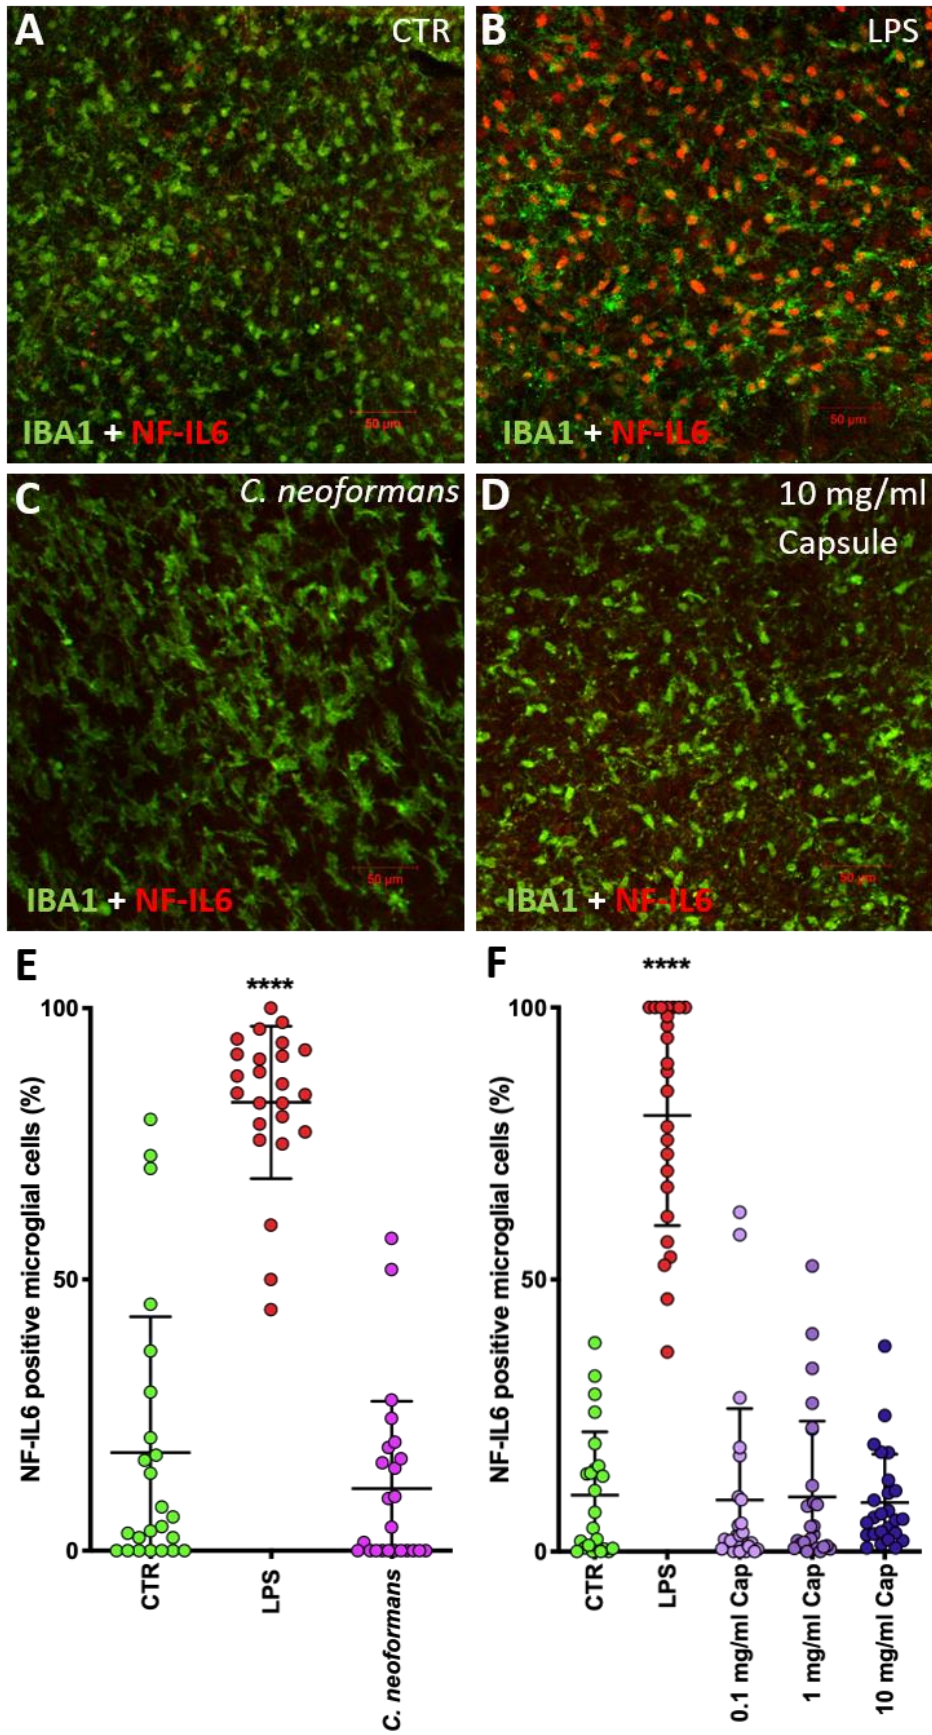 A
CTR
B
LPS
50 µm
IBA1 + NF-IL6
50 µm
IBA1 + NF-IL6
C
C. neoformans
D
10 mg/ml
Capsule
50 µm
IBA1 + NF-IL6
50 µm
IBA1 + NF-IL6
E
****
NF-IL6 positive microglial cells (%)
100
50
0
CTR
LPS
C. neoformans
F
****
NF-IL6 positive microglial cells (%)
100
50
0
CTR
LPS
0.1 mg/ml Cap
1 mg/ml Cap
10 mg/ml Cap